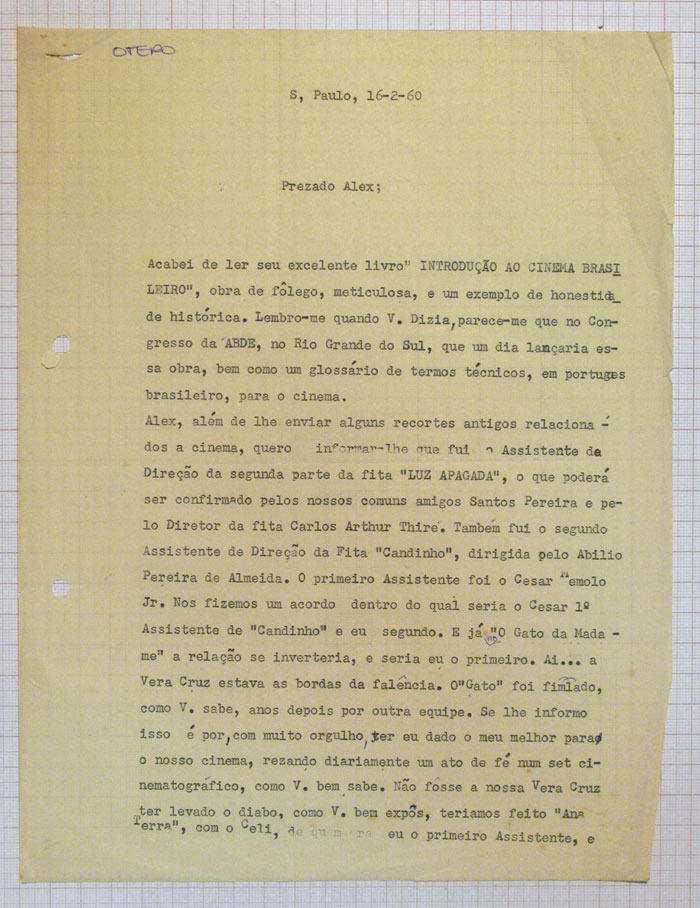 OTERO
S, Paulo, 16-2-60
Prezado Alex;
Acabei de ler seu excelente livro" INTRODUÇÃO AO CINEMA BRASI
LEIRO", obra de fôlego, meticulosa, e um exemplo de honestida
de histórica. Lembro-me quando V. Dizia,parece-me que no Con-
gresso da ABDE, no Rio Grande do Sul, que um dia lançaria es-
sa obra, bem como um glossário de termos técnicos, em portuges
brasileiro, para o cinema.
Alex, além de lhe enviar alguns recortes antigos relaciona -
dos a cinema, quero informar-lhe que fui o Assistente de
Direção da segunda parte da fita "LUZ APAGADA", o que poderá
ser confirmado pelos nossos comuns amigos Santos Pereira e pe-
lo Diretor da fita Carlos Arthur Thiré. Também fui o segundo
Assistente de Direção da Fita "Candinho", dirigida pelo Abilio
Pereira de Almeida. O primeiro Assistente foi o Cesar Memolo
Jr. Nos fizemos um acordo dentro do qual seria o Cesar 1º
Assistente de "Candinho" e eu segundo. E já no "O Gato da Mada -
me" a relação se inverteria, e seria eu o primeiro. Ai... a
Vera Cruz estava as bordas da falência. O"Gato" foi fimlado,
como V. sabe, anos depois por outra equipe. Se lhe informo
isso é por,com muito orgulho,ter eu dado o meu melhor para
o nosso cinema, rezando diariamente um ato de fé num set ci-
nematográfico, como V. bem sabe. Não fosse a nossa Vera Cruz
ter levado o diabo, como V. bem expôs, teriamos feito "Ana
Terra", com o Celi, de quem era eu o primeiro Assistente, e